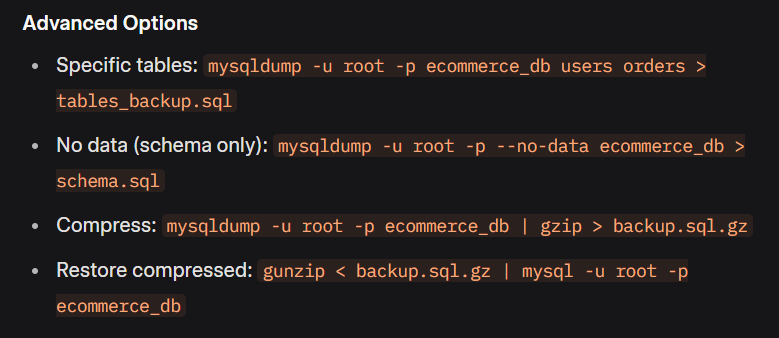 Advanced Options
• Specific tables: mysqldump -u root -p ecommerce_db users orders >
tables_backup.sql
• No data (schema only): mysqldump -u root -p --no-data ecommerce_db >
schema.sql
• Compress: mysqldump -u root -p ecommerce_db | gzip > backup.sql.gz
• Restore compressed: gunzip < backup.sql.gz | mysql -u root -p
ecommerce_db